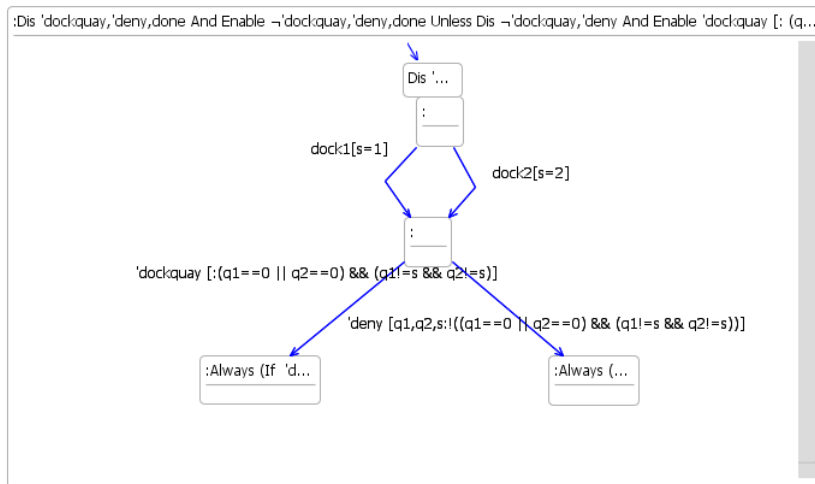 :Dis 'dockquay,'deny,done And Enable ¬'dockquay,'deny,done Unless Dis ¬'dockquay,'deny And Enable 'dockquay [: (q...
Dis '...
:
dock1[s=1]
dock2[s=2]
:
'dockquay [:(q1==0 || q2==0) && (q1!=s && q2!=s)]
'deny [q1,q2,s:!((q1==0 || q2==0) && (q1!=s && q2!=s))]
:Always (If 'd...
:Always (...